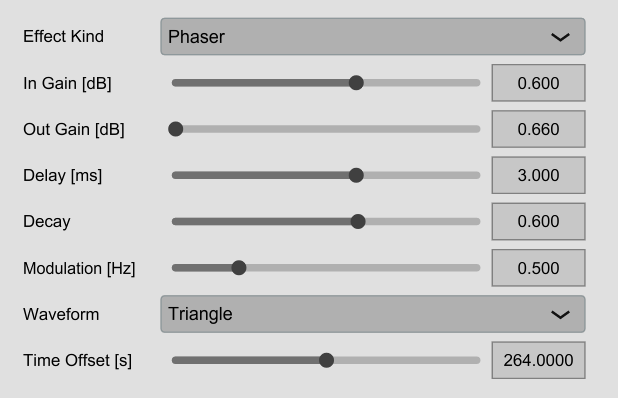 Effect Kind Phaser
In Gain [dB] 0.600
Out Gain [dB] 0.660
Delay [ms] 3.000
Decay 0.600
Modulation [Hz] 0.500
Waveform Triangle
Time Offset [s] 264.0000